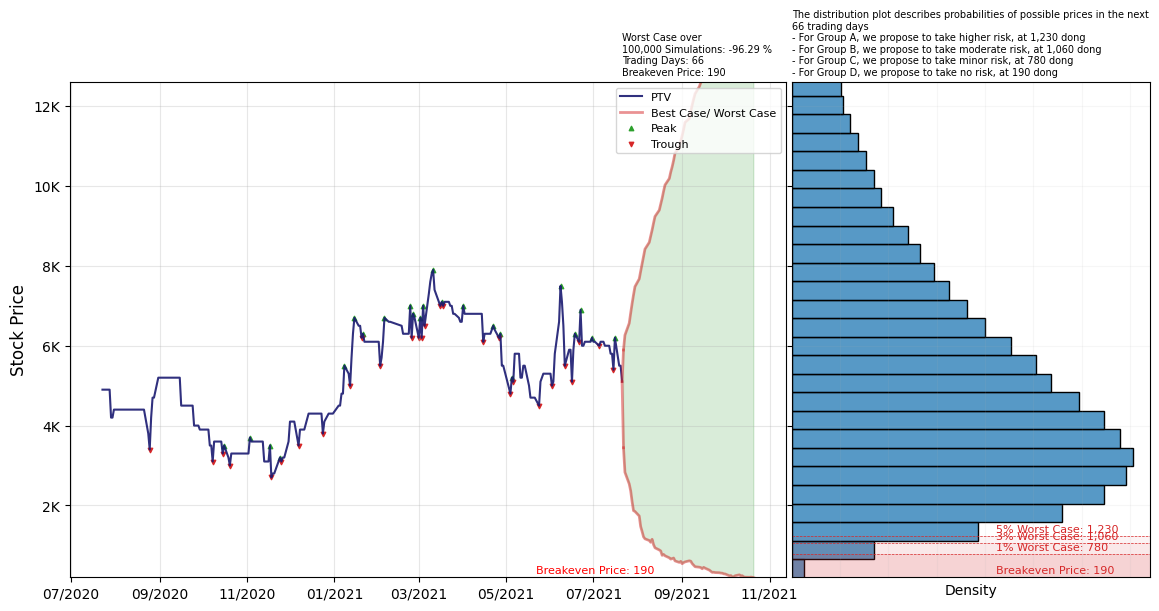 The distribution plot describes probabilities of possible prices in the next
66 trading days
- For Group A, we propose to take higher risk, at 1,230 dong
- For Group B, we propose to take moderate risk, at 1,060 dong
- For Group C, we propose to take minor risk, at 780 dong
- For Group D, we propose to take no risk, at 190 dong
Worst Case over
100,000 Simulations: -96.29 %
Trading Days: 66
Breakeven Price: 190
PTV
Best Case/ Worst Case
Peak
Trough
12K
10K
8K
6K
4K
2K
Stock Price
5% Worst Case: 1,230
3% Worst Case: 1,060
1% Worst Case: 780
Breakeven Price: 190
Breakeven Price: 190
07/2020
09/2020
11/2020
01/2021
03/2021
05/2021
07/2021
09/2021
11/2021
Density